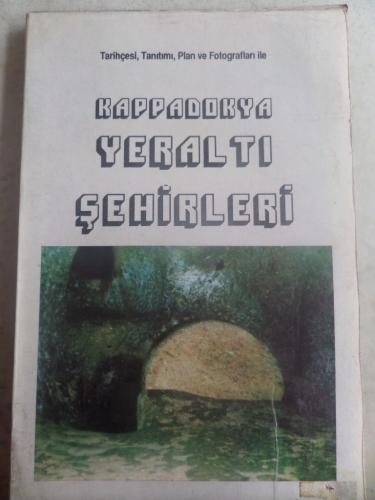 Tarihçesi, Tanıtımı, Plan ve Fotografları ile
KAPPADOKYA
YERALTI
ŞEHİRLERİ